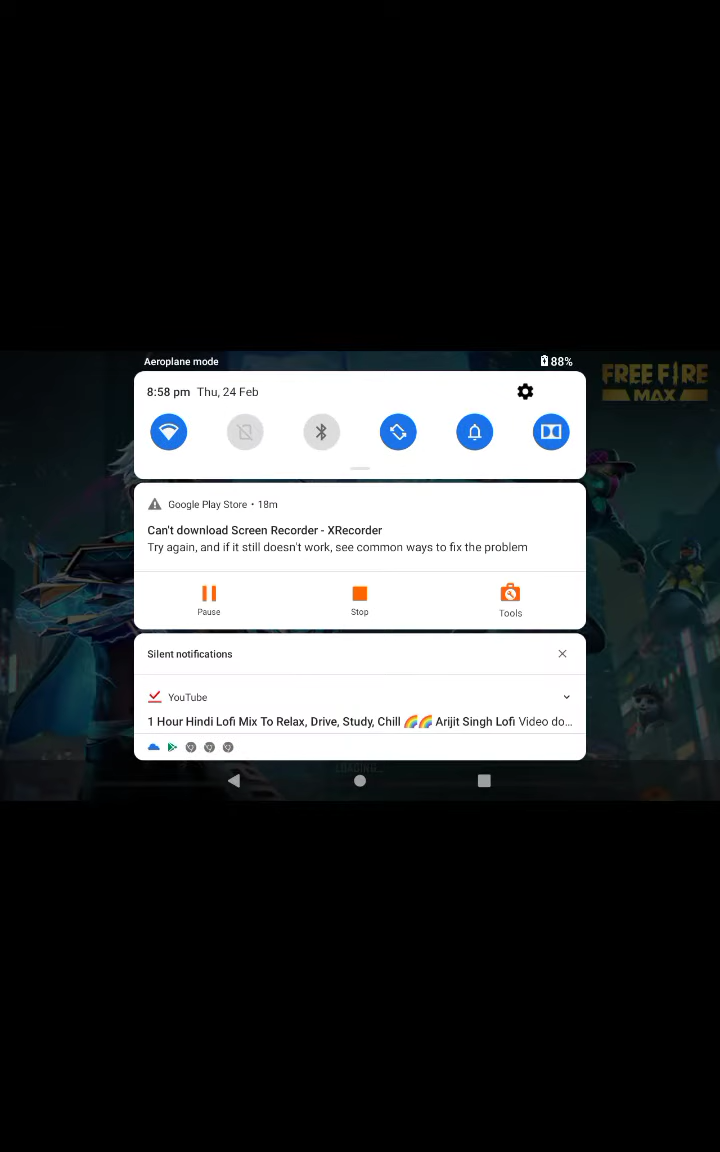 Aeroplane mode
88%
FREE FIRE
MAX
8:58 pm Thu, 24 Feb
Google Play Store • 18m
Can't download Screen Recorder - XRecorder
Try again, and if it still doesn't work, see common ways to fix the problem
Pause
Stop
Tools
Silent notifications
YouTube
1 Hour Hindi Lofi Mix To Relax, Drive, Study, Chill 🌈🌈 Arijit Singh Lofi Video do...
LOADING...